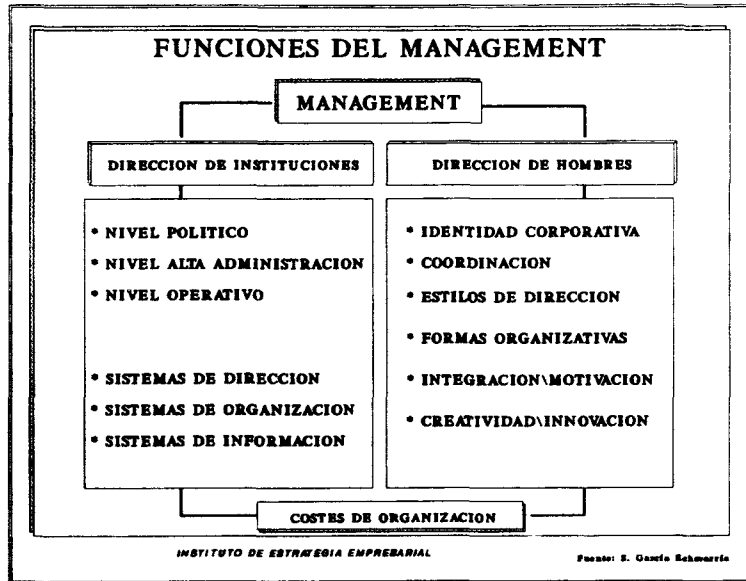 FUNCIONES DEL MANAGEMENT
MANAGEMENT
DIRECCION DE INSTITUCIONES
* NIVEL POLITICO
* NIVEL ALTA ADMINISTRACION
* NIVEL OPERATIVO
* SISTEMAS DE DIRECCION
* SISTEMAS DE ORGANIZACION
* SISTEMAS DE INFORMACION
DIRECCION DE HOMBRES
* IDENTIDAD CORPORATIVA
* COORDINACION
* ESTILOS DE DIRECCION
* FORMAS ORGANIZATIVAS
* INTEGRACION\MOTIVACION
* CREATIVIDAD\INNOVACION
COSTES DE ORGANIZACION
INSTITUTO DE ESTRATEGIA EMPRESARIAL
Fuente: S. García Echevarría